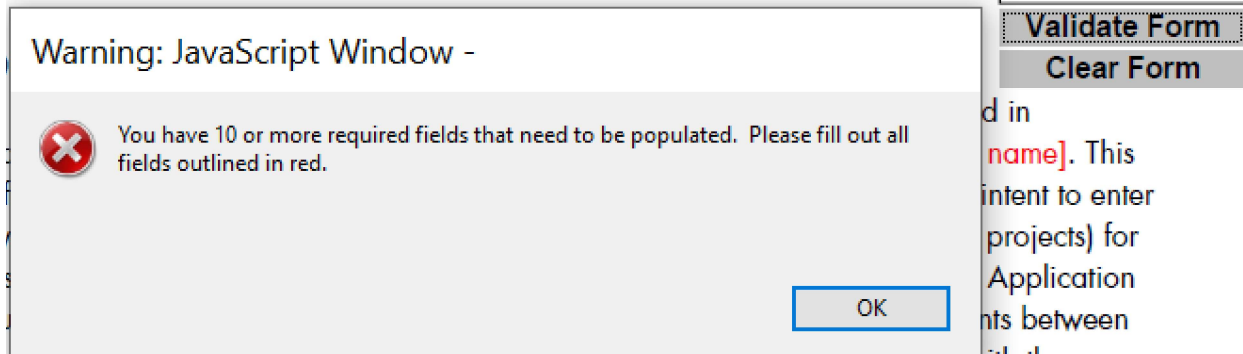 Warning: JavaScript Window -
You have 10 or more required fields that need to be populated.  Please fill out all
fields outlined in red.
OK
Validate Form
Clear Form
d in
name]. This
intent to enter
projects) for
Application
nts between